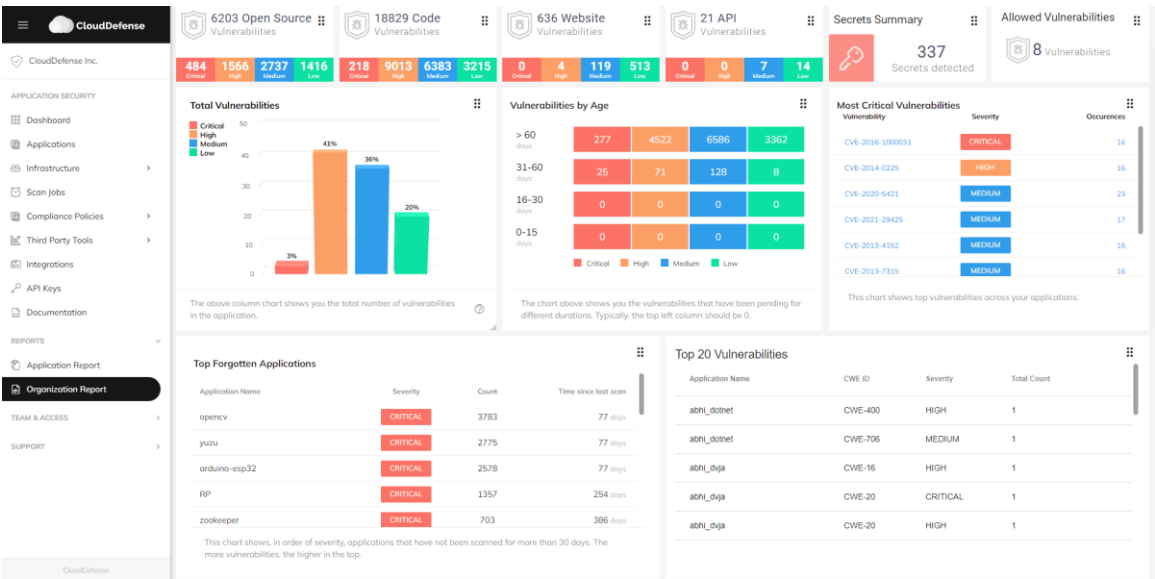 CloudDefense
CloudDefense Inc.
APPLICATION SECURITY
Dashboard
Applications
Infrastructure
Scan Jobs
Compliance Policies
Third Party Tools
Integrations
API Keys
Documentation
REPORTS
Application Report
Organization Report
TEAM & ACCESS
SUPPORT
CloudDefense
6203 Open Source
Vulnerabilities
484 1566 2737 1416
Critical High Medium Low
18829 Code
Vulnerabilities
218 9013 6383 3215
Critical High Medium Low
636 Website
Vulnerabilities
0 4 119 513
Critical High Medium Low
21 API
Vulnerabilities
0 0 7 14
Critical High Medium Low
Secrets Summary
337
Secrets detected
Allowed Vulnerabilities
8 Vulnerabilities
Total Vulnerabilities
Critical
High
Medium
Low
50
40
30
20
10
0
3% 41% 36% 20%
The above column chart shows you the total number of vulnerabilities
in the application.
Vulnerabilities by Age
> 60 days 277 4522 6586 3362
31-60 days 25 71 128 8
16-30 days 0 0 0 0
0-15 days 0 0 0 0
Critical High Medium Low
The chart above shows you the vulnerabilities that have been pending for
different durations. Typically, the top left column should be 0.
Most Critical Vulnerabilities
Vulnerability Severity Occurences
CVE-2016-1000031 CRITICAL 16
CVE-2014-0225 HIGH 16
CVE-2020-5421 MEDIUM 23
CVE-2021-29425 MEDIUM 17
CVE-2013-4152 MEDIUM 16
CVE-2013-7315 MEDIUM 16
This chart shows top vulnerabilities across your applications.
Top Forgotten Applications
Application Name Severity Count Time since last scan
opencv CRITICAL 3783 77 days
yuzu CRITICAL 2775 77 days
arduino-esp32 CRITICAL 2578 77 days
RP CRITICAL 1357 254 days
zookeeper CRITICAL 703 386 days
This chart shows, in order of severity, applications that have not been scanned for more than 30 days. The
more vulnerabilities, the higher in the top.
Top 20 Vulnerabilities
Application Name CWE ID Severity Total Count
abhi_dotnet CWE-400 HIGH 1
abhi_dotnet CWE-706 MEDIUM 1
abhi_dvja CWE-16 HIGH 1
abhi_dvja CWE-20 CRITICAL 1
abhi_dvja CWE-20 HIGH 1